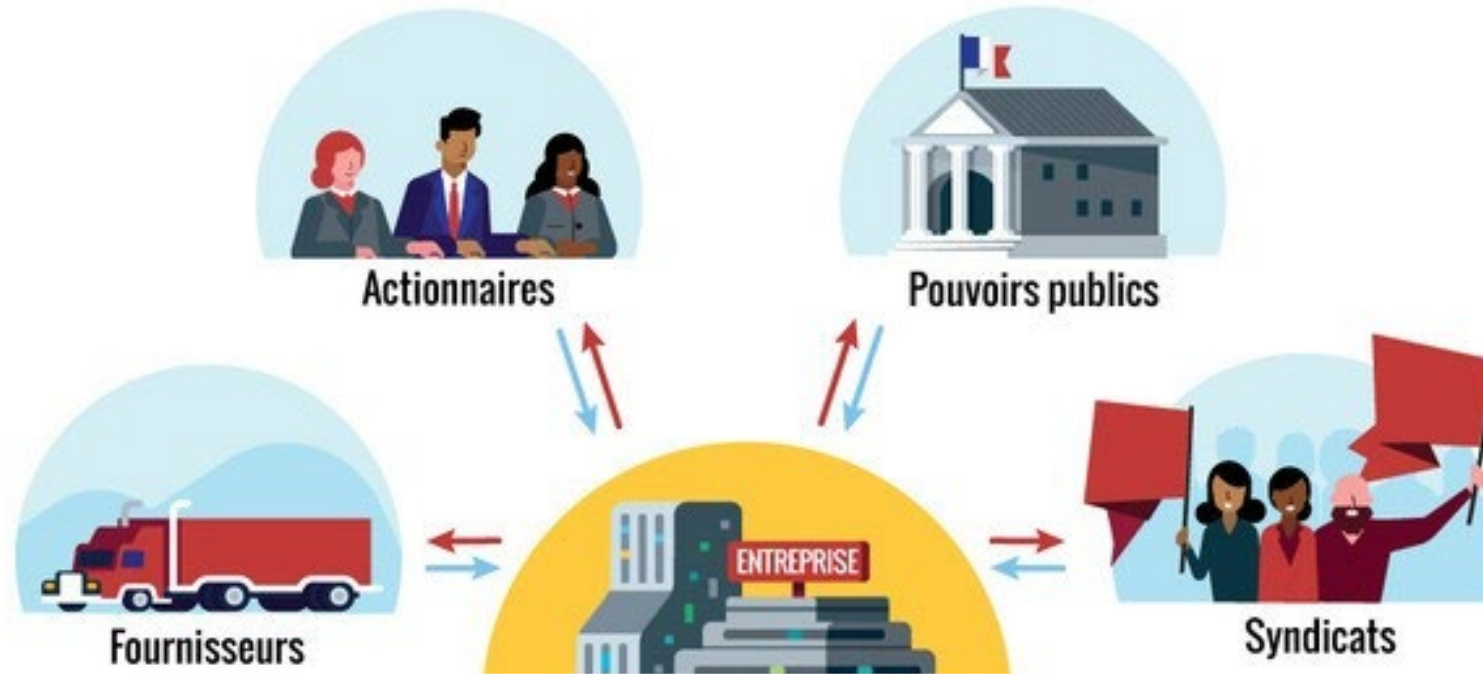 Actionnaires
Pouvoirs publics
ENTREPRISE
Fournisseurs
Syndicats